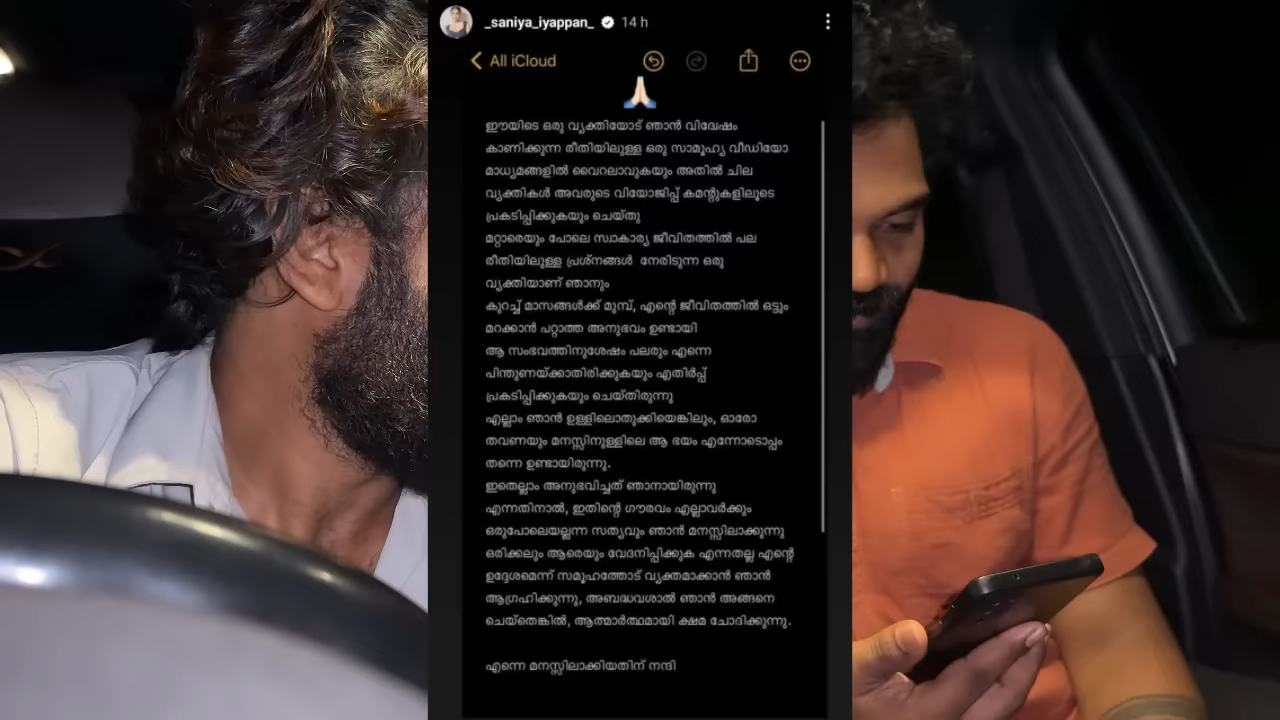 _saniya_iyappan_ 14 h
All iCloud
ഈയിടെ ഒരു വ്യക്തിയോട് ഞാൻ വിദ്വേഷം
കാണിക്കുന്ന രീതിയിലുള്ള ഒരു സാമൂഹ്യ വീഡിയോ
മാധ്യമങ്ങളിൽ വൈറലാവുകയും അതിൽ ചില
വ്യക്തികൾ അവരുടെ വിയോജിപ്പ് കമന്റുകളിലൂടെ
പ്രകടിപ്പിക്കുകയും ചെയ്തു
മറ്റാരെയും പോലെ സ്വകാര്യ ജീവിതത്തിൽ പല
രീതിയിലുള്ള പ്രശ്നങ്ങൾ നേരിടുന്ന ഒരു
വ്യക്തിയാണ് ഞാനും
കുറച്ച് മാസങ്ങൾക്ക് മുമ്പ്, എന്റെ ജീവിതത്തിൽ ഒട്ടും
മറക്കാൻ പറ്റാത്ത അനുഭവം ഉണ്ടായി
ആ സംഭവത്തിനുശേഷം പലരും എന്നെ
പിന്തുണയ്ക്കാതിരിക്കുകയും എതിർപ്പ്
പ്രകടിപ്പിക്കുകയും ചെയ്തിരുന്നു
എല്ലാം ഞാൻ ഉള്ളിലൊതുക്കിയെങ്കിലും, ഓരോ
തവണയും മനസ്സിനുള്ളിലെ ആ ഭയം എന്നോടൊപ്പം
തന്നെ ഉണ്ടായിരുന്നു.
ഇതെല്ലാം അനുഭവിച്ചത് ഞാനായിരുന്നു
എന്നതിനാൽ, ഇതിന്റെ ഗൗരവം എല്ലാവർക്കും
ഒരുപോലെയല്ലന്ന സത്യവും ഞാൻ മനസ്സിലാക്കുന്നു
ഒരിക്കലും ആരെയും വേദനിപ്പിക്കുക എന്നതല്ല എന്റെ
ഉദ്ദേശമെന്ന് സമൂഹത്തോട് വ്യക്തമാക്കാൻ ഞാൻ
ആഗ്രഹിക്കുന്നു, അബദ്ധവശാൽ ഞാൻ അങ്ങനെ
ചെയ്തെങ്കിൽ, ആത്മാർത്ഥമായി ക്ഷമ ചോദിക്കുന്നു.
എന്നെ മനസ്സിലാക്കിയതിന് നന്ദി